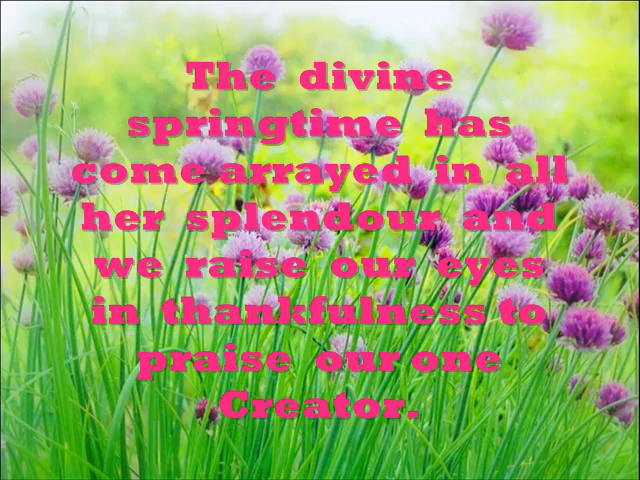 The divine
springtime has
come arrayed in all
her splendour and
we raise our eyes
in thankfulness to
praise our one
Creator.